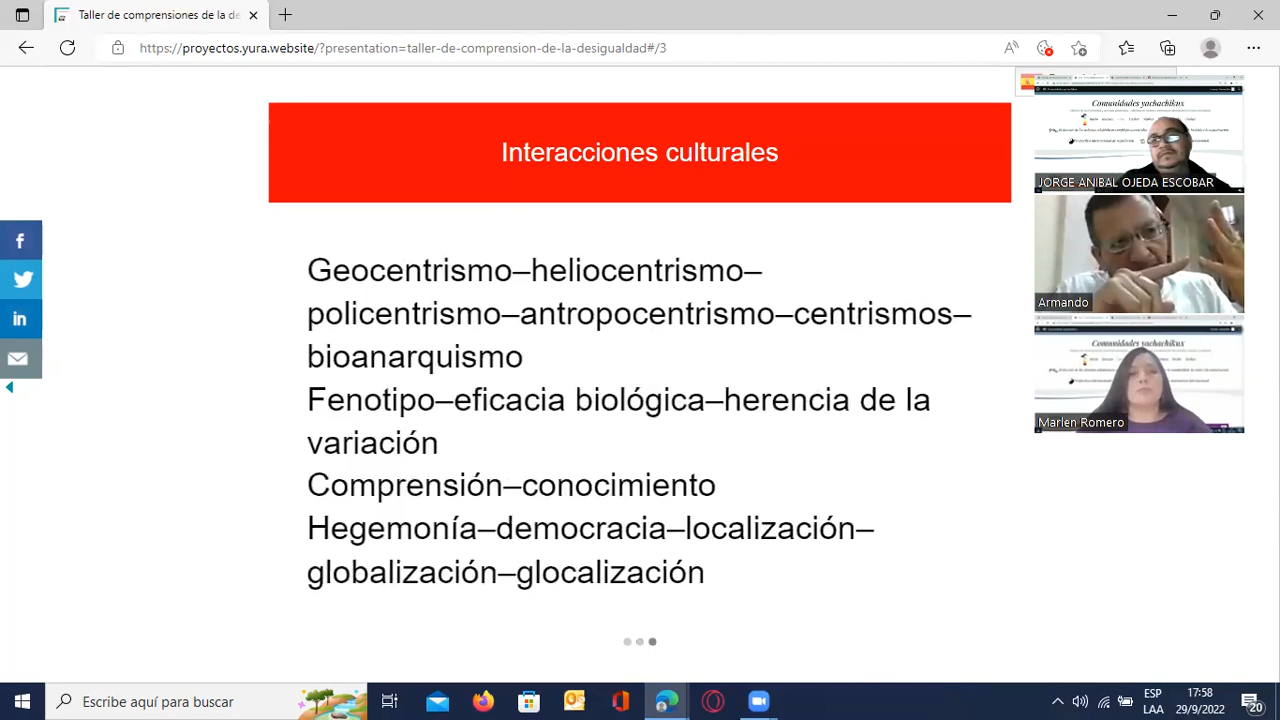 Taller de comprensiones de la de
https://proyectos.yura.website/?presentation=taller-de-comprension-de-la-desigualdad#/3
Interacciones culturales
Geocentrismo–heliocentrismo–
policentrismo–antropocentrismo–centrismos–
bioanarquismo
Fenotipo–eficacia biológica–herencia de la
variación
Comprensión–conocimiento
Hegemonía–democracia–localización–
globalización–glocalización
Comunidades yachachikux
JORGE ANIBAL OJEDA ESCOBAR
Armando
Comunidades yachachikux
Marlen Romero
Escribe aquí para buscar
ESP
LAA
17:58
29/9/2022
20